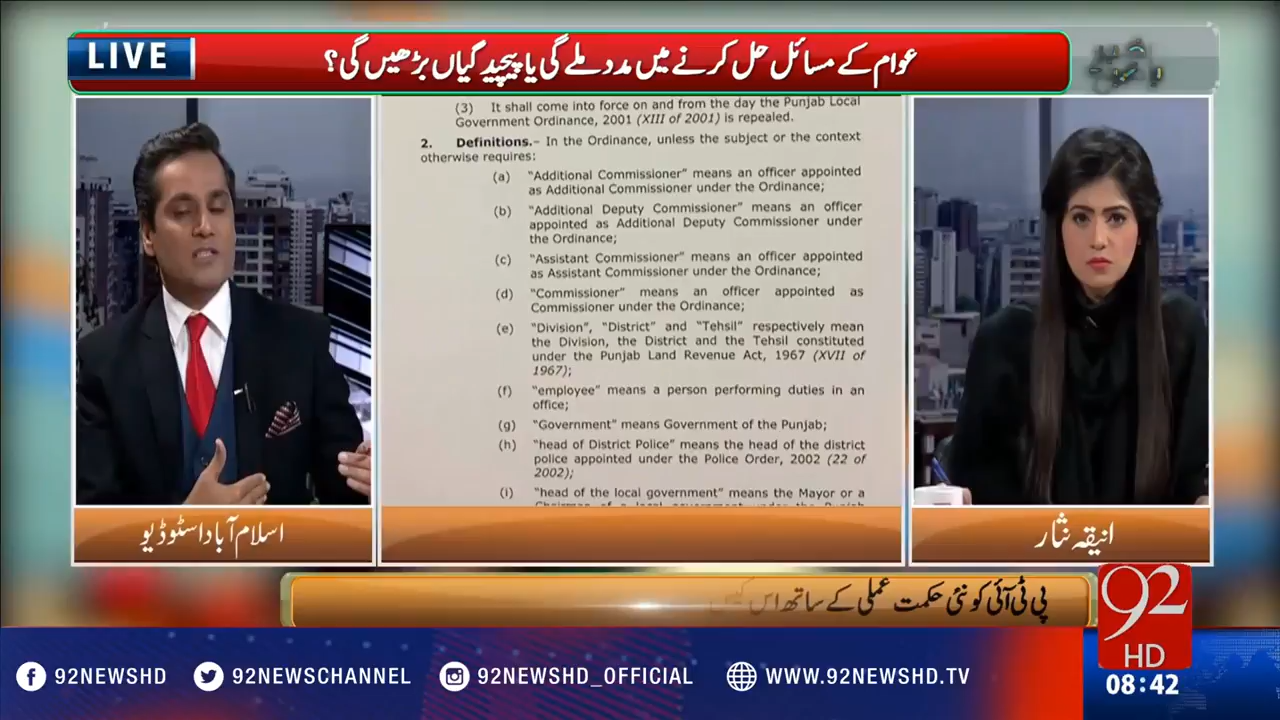 LIVE
عوام کے مسائل حل کرنے میں مدد ملے گی یا پیچیدگیاں بڑھیں گی؟
(3) It shall come into force on and from the day the Punjab Local
Government Ordinance, 2001 (XIII of 2001) is repealed.
2. Definitions.– In the Ordinance, unless the subject or the context
otherwise requires:
(a) "Additional Commissioner" means an officer appointed
as Additional Commissioner under the Ordinance;
(b) "Additional Deputy Commissioner" means an officer
appointed as Additional Deputy Commissioner under
the Ordinance;
(c) "Assistant Commissioner" means an officer appointed
as Assistant Commissioner under the Ordinance;
(d) "Commissioner" means an officer appointed as
Commissioner under the Ordinance;
(e) "Division", "District" and "Tehsil" respectively mean
the Division, the District and the Tehsil constituted
under the Punjab Land Revenue Act, 1967 (XVII of
1967);
(f) "employee" means a person performing duties in an
office;
(g) "Government" means Government of the Punjab;
(h) "head of District Police" means the head of the district
police appointed under the Police Order, 2002 (22 of
2002);
(i) "head of the local government" means the Mayor or a
اسلام آباد اسٹوڈیو
انیقہ نثار
پی ٹی آئی کو نئی حکمت عملی کے ساتھ اس
92
HD
08:42
92NEWSHD
92NEWSCHANNEL
92NEWSHD_OFFICIAL
WWW.92NEWSHD.TV